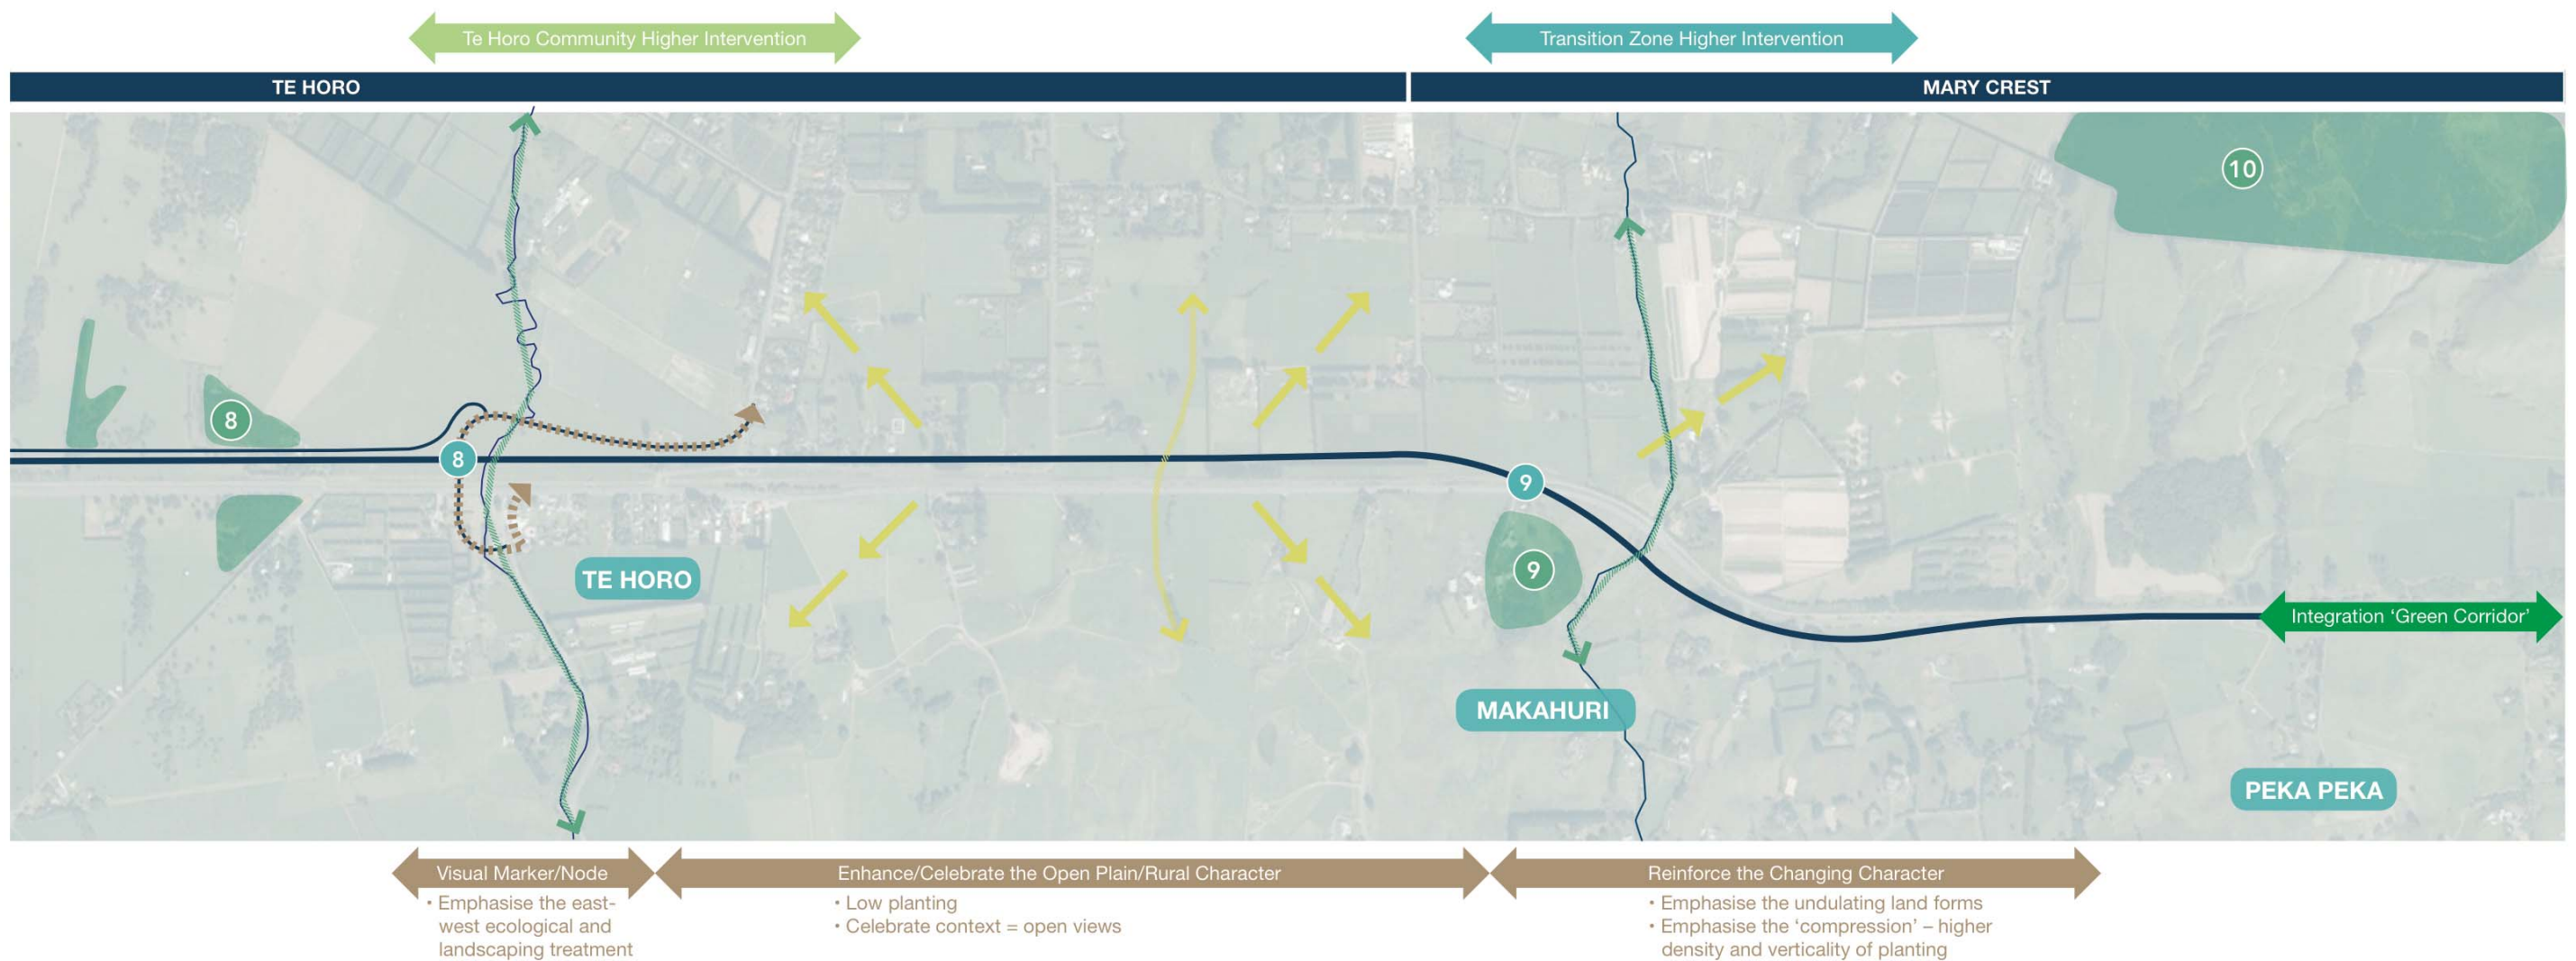 Te Horo Community Higher Intervention
Transition Zone Higher Intervention
TE HORO
MARY CREST
10
8
8
9
9
TE HORO
Integration ‘Green Corridor’
MAKAHURI
PEKA PEKA
Visual Marker/Node
• Emphasise the east-
west ecological and
landscaping treatment
Enhance/Celebrate the Open Plain/Rural Character
• Low planting
• Celebrate context = open views
Reinforce the Changing Character
• Emphasise the undulating land forms
• Emphasise the ‘compression’ – higher
density and verticality of planting